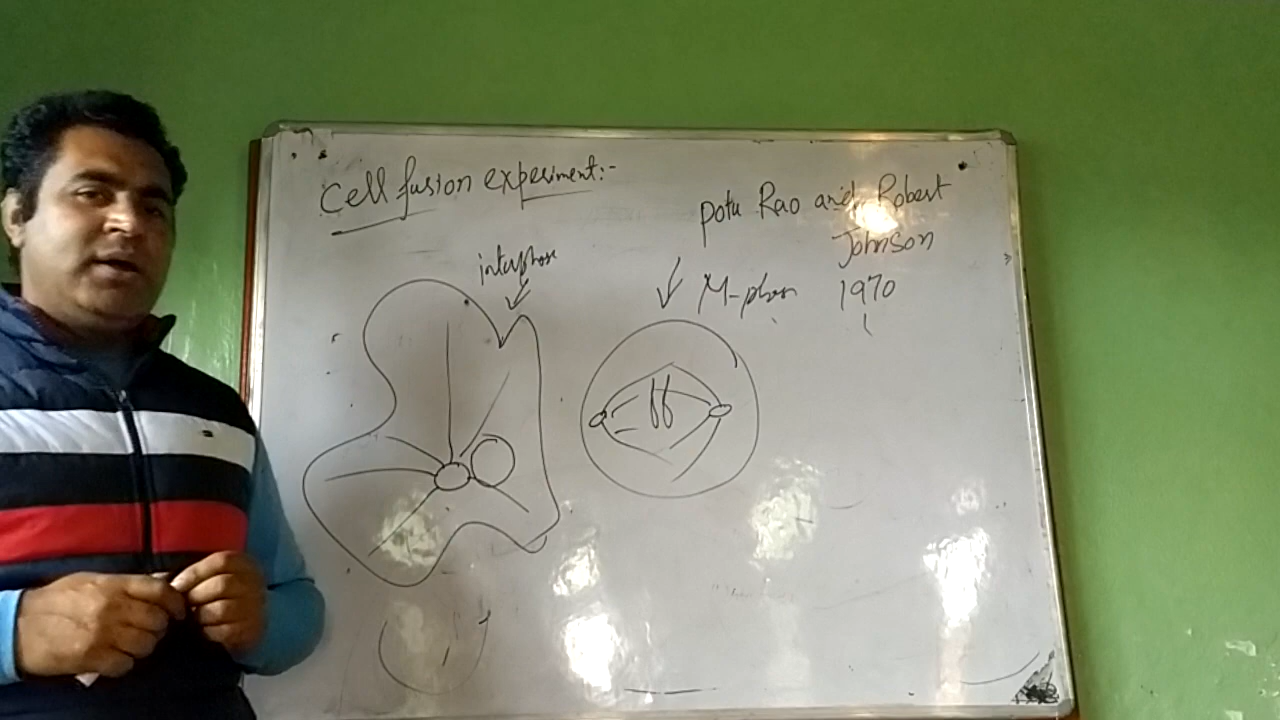 Cell fusion experiment:-
Potu Rao and Robert
Johnson
1970
interphase
M-phase